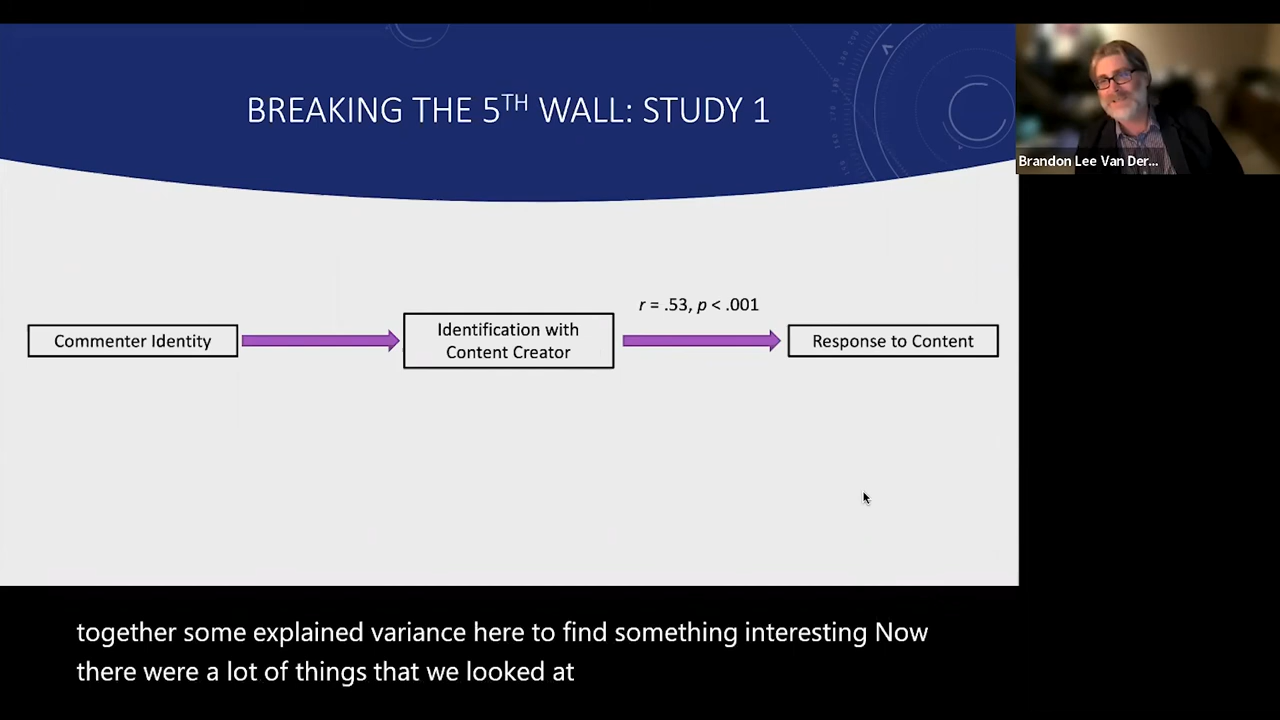 BREAKING THE 5TH WALL: STUDY 1
Brandon Lee Van Der...
r = .53, p < .001
Commenter Identity
Identification with
Content Creator
Response to Content
together some explained variance here to find something interesting Now
there were a lot of things that we looked at